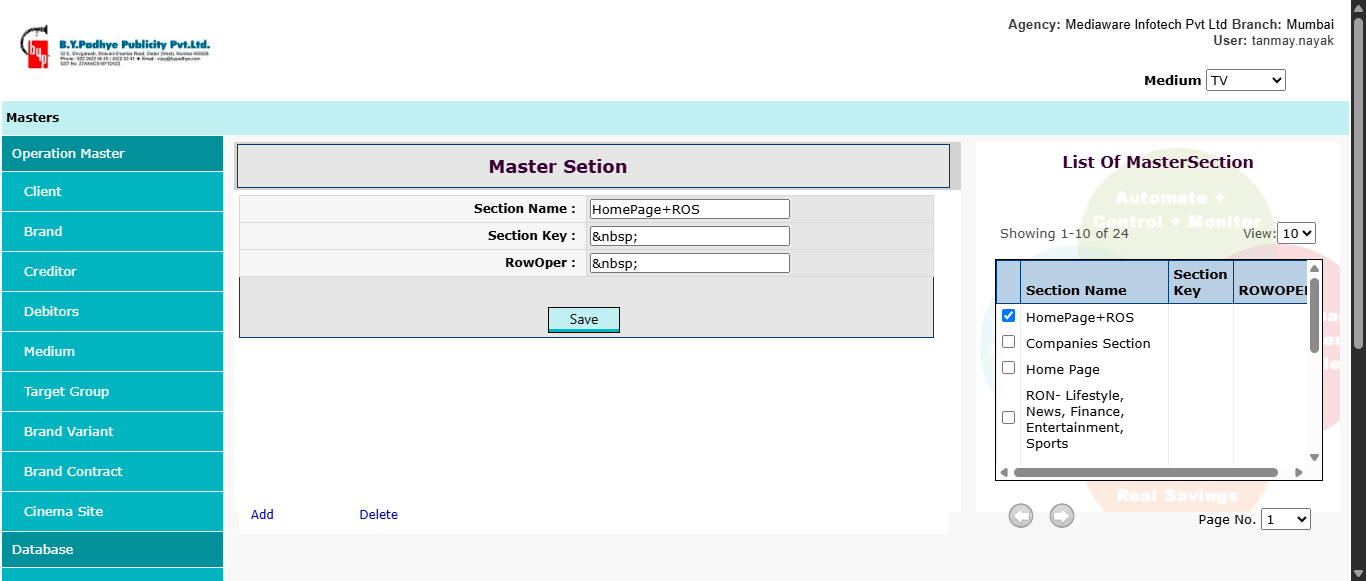 Agency: Mediaware Infotech Pvt Ltd Branch: Mumbai
User: tanmay.nayak
B.Y.Padhye Publicity Pvt.Ltd.
Medium TV
Masters
Operation Master
Client
Brand
Creditor
Debitors
Medium
Target Group
Brand Variant
Brand Contract
Cinema Site
Database
Master Setion
Section Name : HomePage+ROS
Section Key : &nbsp;
RowOper : &nbsp;
Save
Add Delete
List Of MasterSection
Automate +
Control + Monitor
Showing 1-10 of 24 View: 10
Section Name Section Key ROWOPE
HomePage+ROS
Companies Section
Home Page
RON- Lifestyle,
News, Finance,
Entertainment,
Sports
Real Savings
Page No. 1